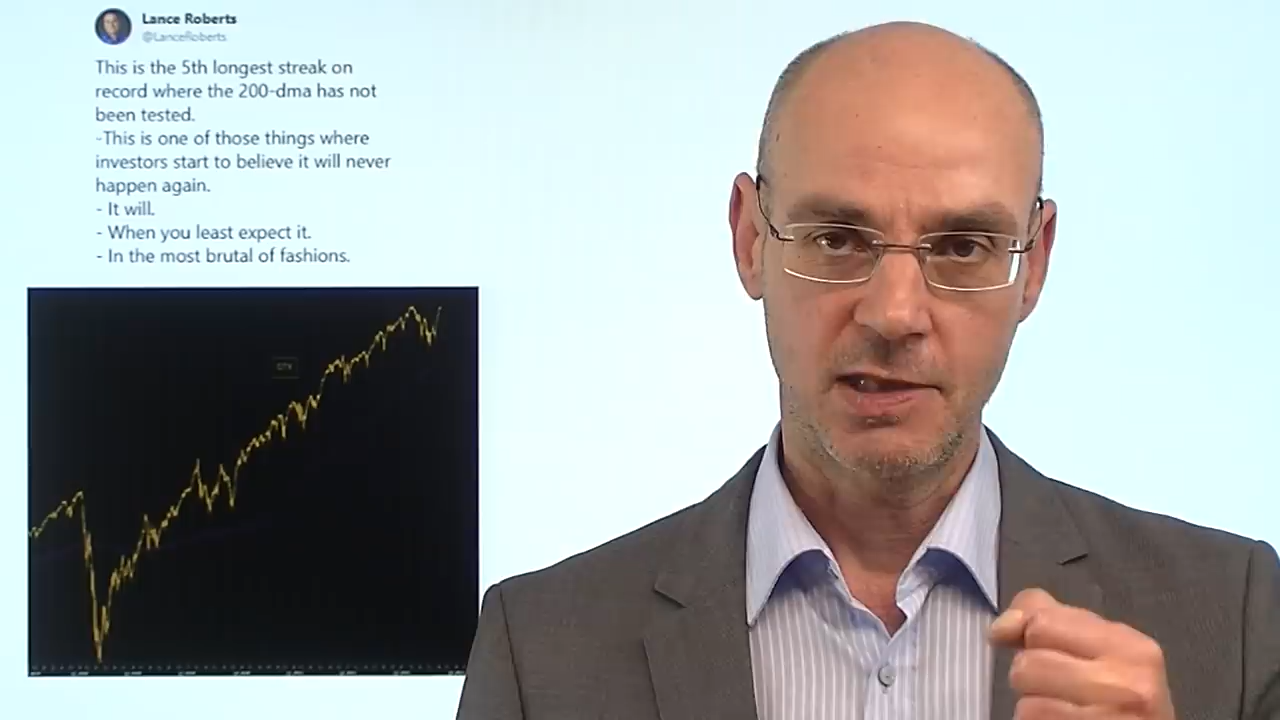 Lance Roberts
@LanceRoberts
This is the 5th longest streak on
record where the 200-dma has not
been tested.
-This is one of those things where
investors start to believe it will never
happen again.
- It will.
- When you least expect it.
- In the most brutal of fashions.